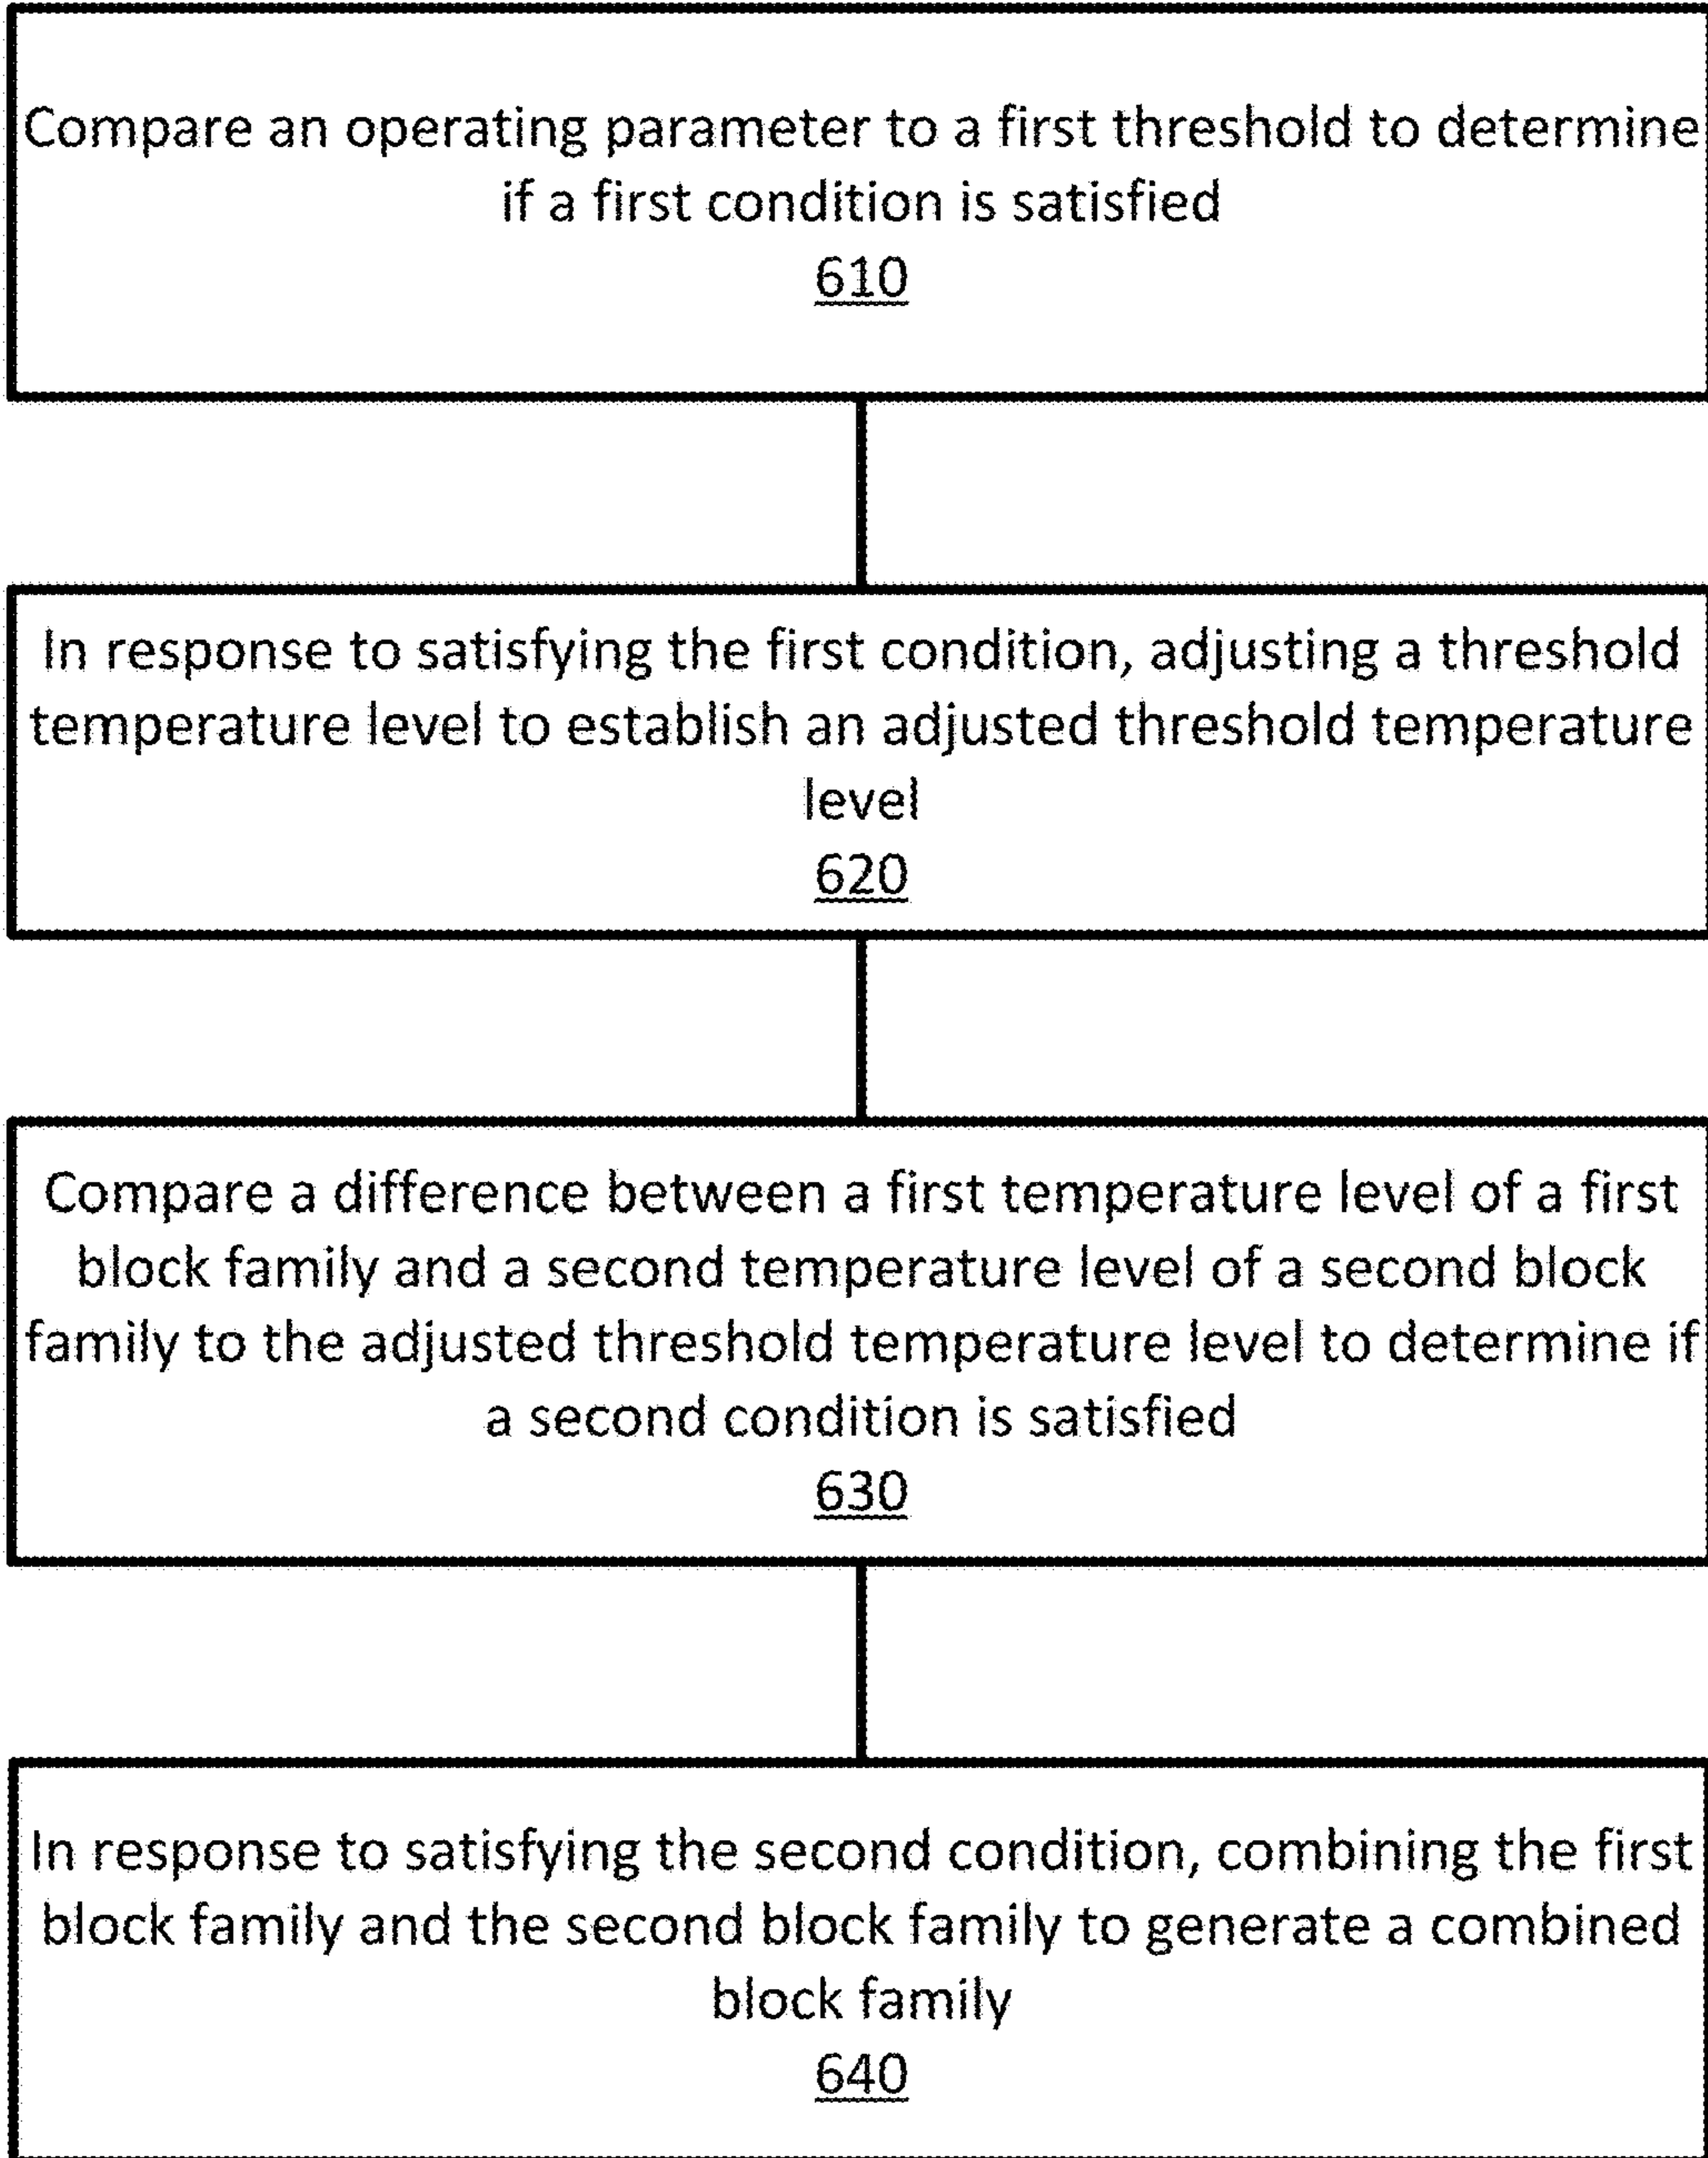 Compare an operating parameter to a first threshold to determine
if a first condition is satisfied
610
In response to satisfying the first condition, adjusting a threshold
temperature level to establish an adjusted threshold temperature
level
620
Compare a difference between a first temperature level of a first
block family and a second temperature level of a second block
family to the adjusted threshold temperature level to determine if
a second condition is satisfied
630
In response to satisfying the second condition, combining the first
block family and the second block family to generate a combined
block family
640